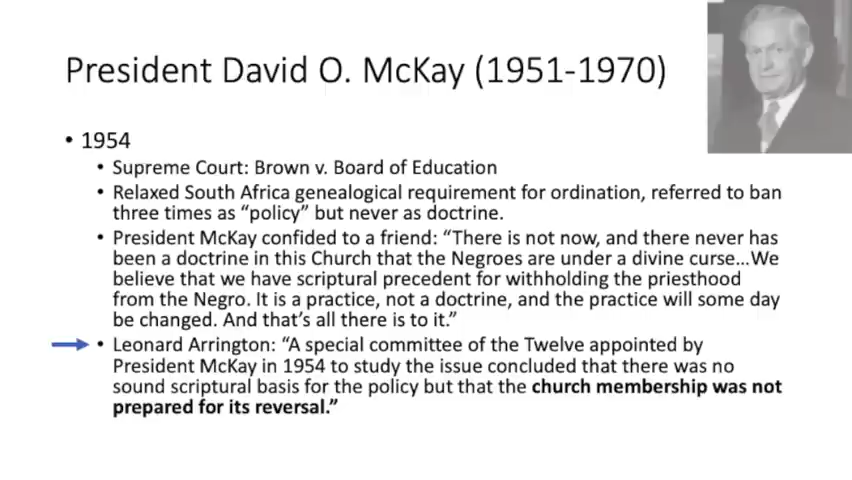 President David O. McKay (1951-1970)
• 1954
• Supreme Court: Brown v. Board of Education
• Relaxed South Africa genealogical requirement for ordination, referred to ban
three times as “policy” but never as doctrine.
• President McKay confided to a friend: “There is not now, and there never has
been a doctrine in this Church that the Negroes are under a divine curse…We
believe that we have scriptural precedent for withholding the priesthood
from the Negro. It is a practice, not a doctrine, and the practice will some day
be changed. And that’s all there is to it.”
• Leonard Arrington: “A special committee of the Twelve appointed by
President McKay in 1954 to study the issue concluded that there was no
sound scriptural basis for the policy but that the church membership was not
prepared for its reversal.”